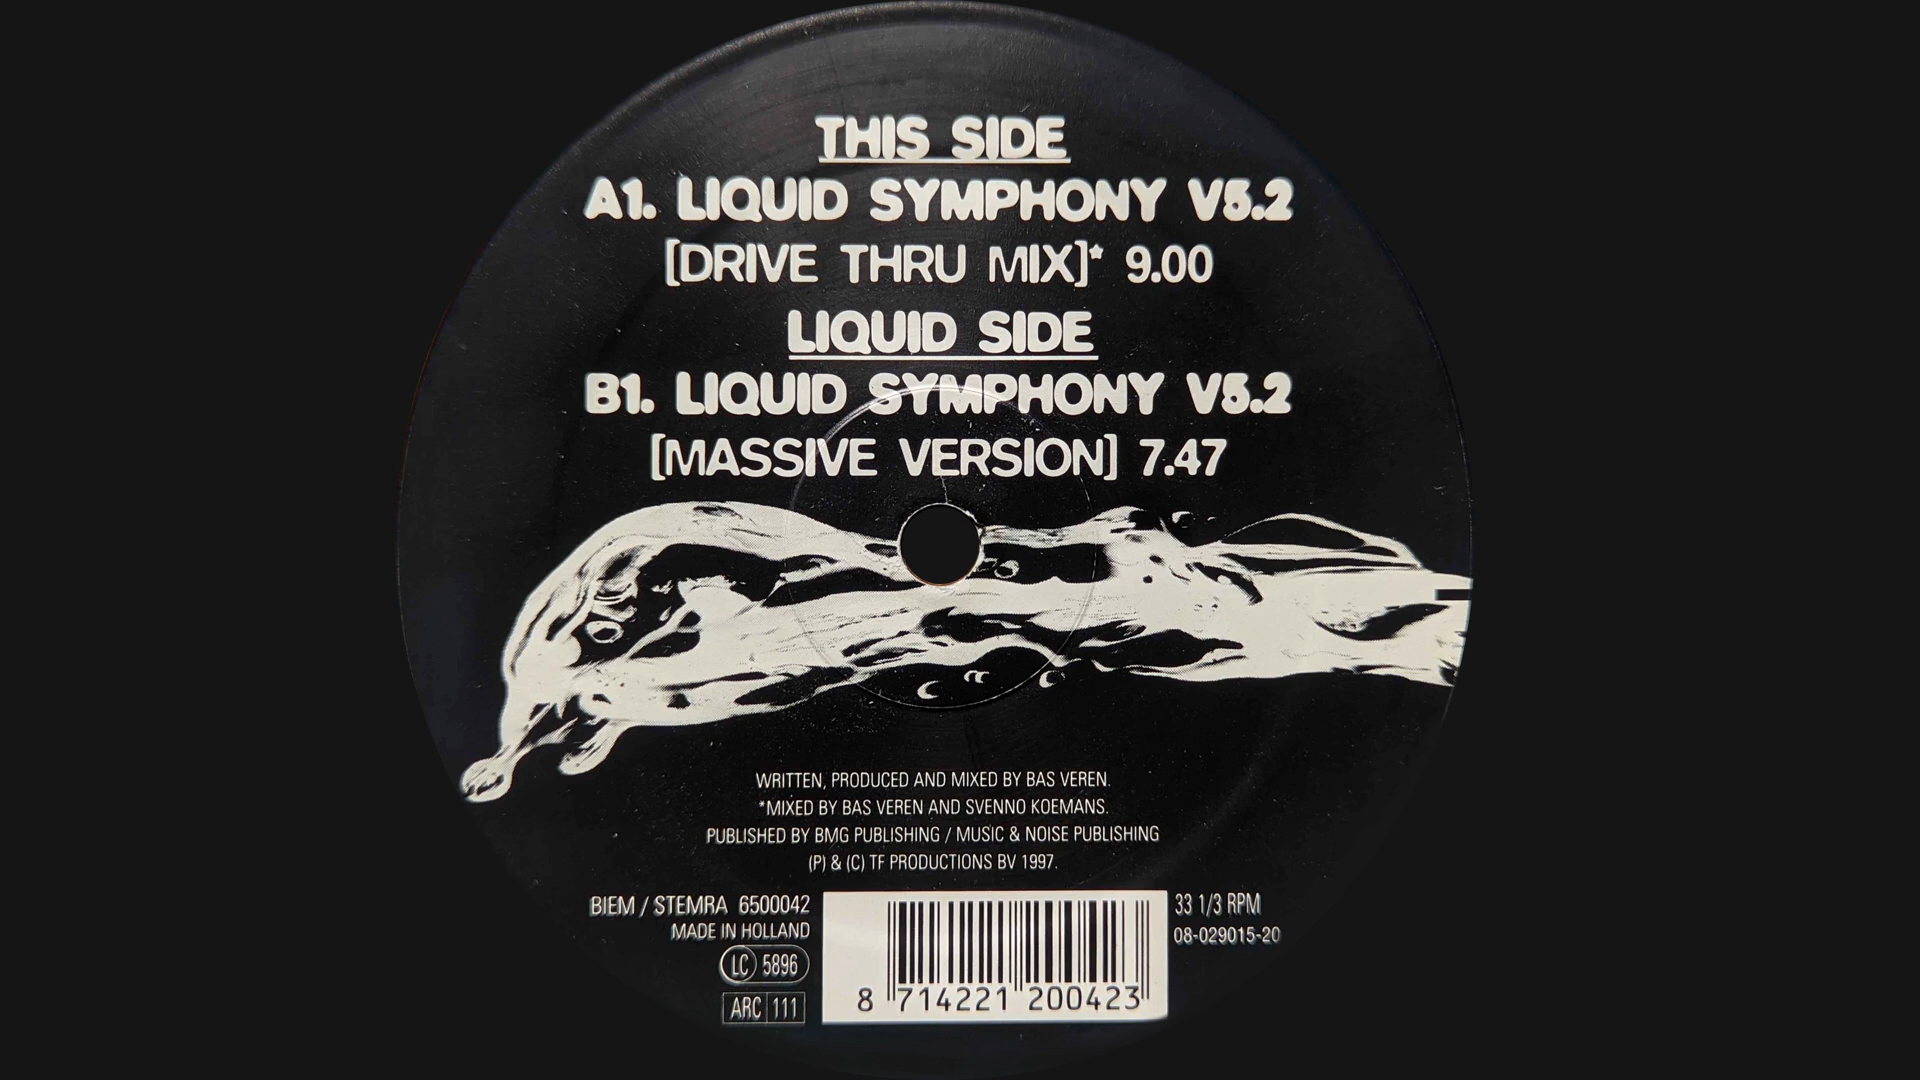 THIS SIDE
A1. LIQUID SYMPHONY V5.2
[DRIVE THRU MIX]* 9.00
LIQUID SIDE
B1. LIQUID SYMPHONY V5.2
[MASSIVE VERSION] 7.47
WRITTEN, PRODUCED AND MIXED BY BAS VEREN.
*MIXED BY BAS VEREN AND SVENNO KOEMANS.
PUBLISHED BY BMG PUBLISHING / MUSIC & NOISE PUBLISHING
(P) & (C) TF PRODUCTIONS BV 1997.
BIEM / STEMRA 6500042
MADE IN HOLLAND
LC 5896
ARC 111
8 714221 200423
33 1/3 RPM
08-029015-20